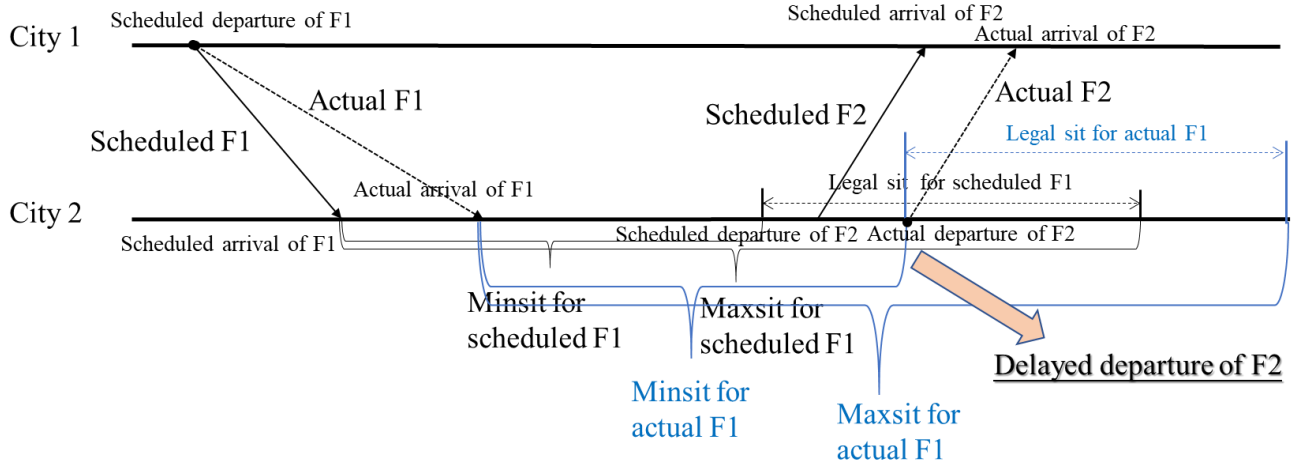 Scheduled departure of F1
Scheduled arrival of F2
City 1
Actual arrival of F2
Actual F1
Scheduled F2
Actual F2
Scheduled F1
Legal sit for actual F1
Actual arrival of F1
Legal sit for scheduled F1
City 2
Scheduled arrival of F1
Scheduled departure of F2
Actual departure of F2
Minsit for
scheduled F1
Maxsit for
scheduled F1
Delayed departure of F2
Minsit for
actual F1
Maxsit for
actual F1